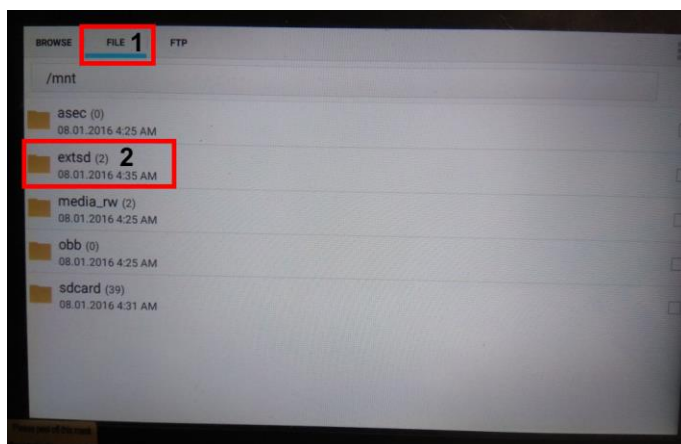 BROWSE FILE 1 FTP
/mnt
asec (0)
08.01.2016 4:25 AM
extsd (2) 2
08.01.2016 4:35 AM
media_rw (2)
08.01.2016 4:25 AM
obb (0)
08.01.2016 4:25 AM
sdcard (39)
08.01.2016 4:31 AM